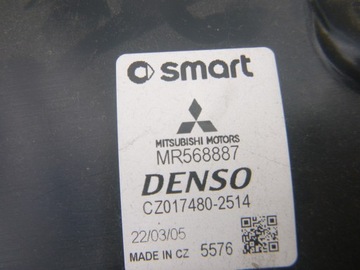 smart
MITSUBISHI MOTORS
MR568887
DENSO
CZ017480-2514
22/03/05
MADE IN CZ 5576